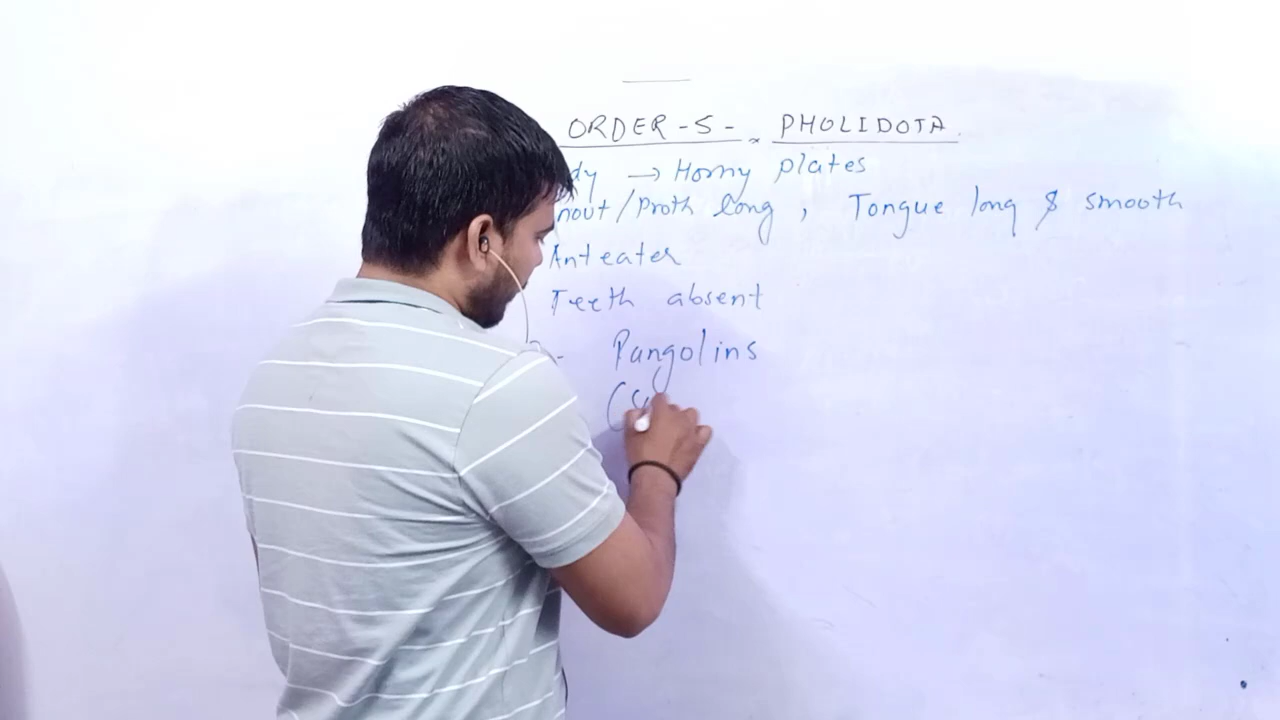 ORDER - 5 - PHOLIDOTA.
dy → Horny plates
nout / Proth long , Tongue long & smooth
Anteater
Teeth absent
Pangolins
(